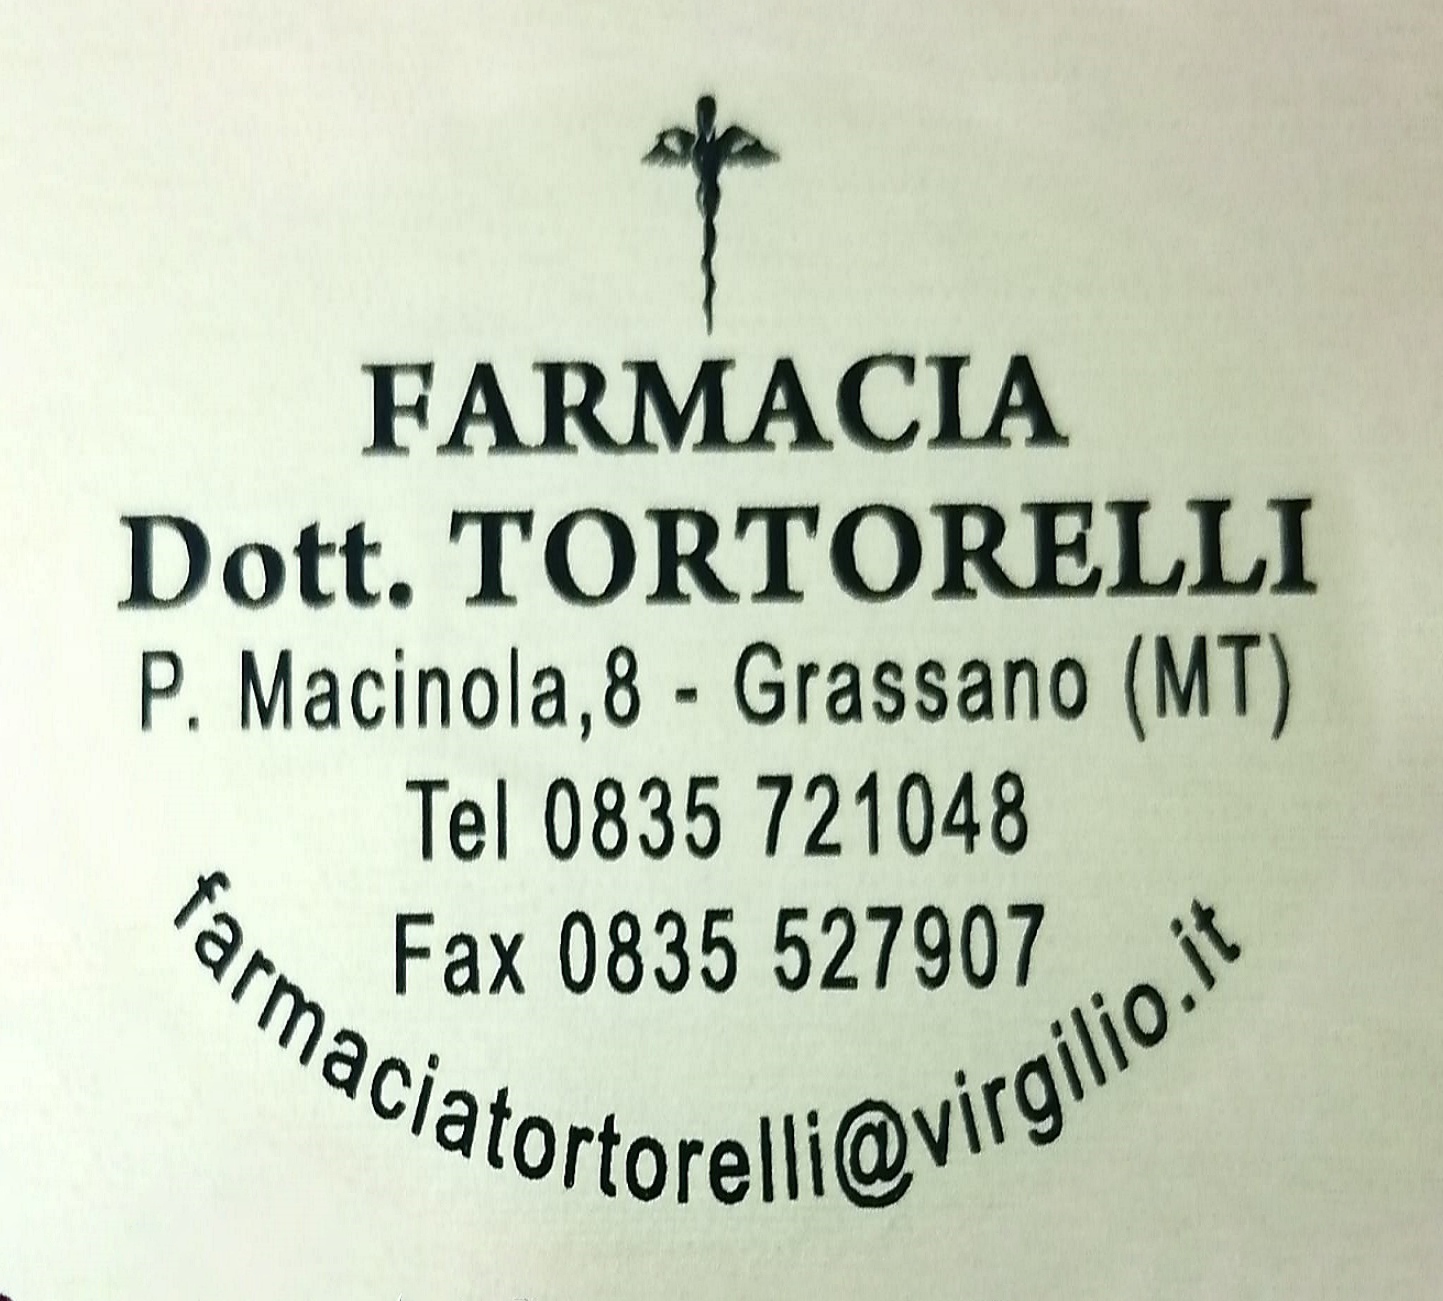 FARMACIA
Dott. TORTORELLI
P. Macinola,8 - Grassano (MT)
Tel 0835 721048
Fax 0835 527907
farmaciatortorelli@virgilio.it